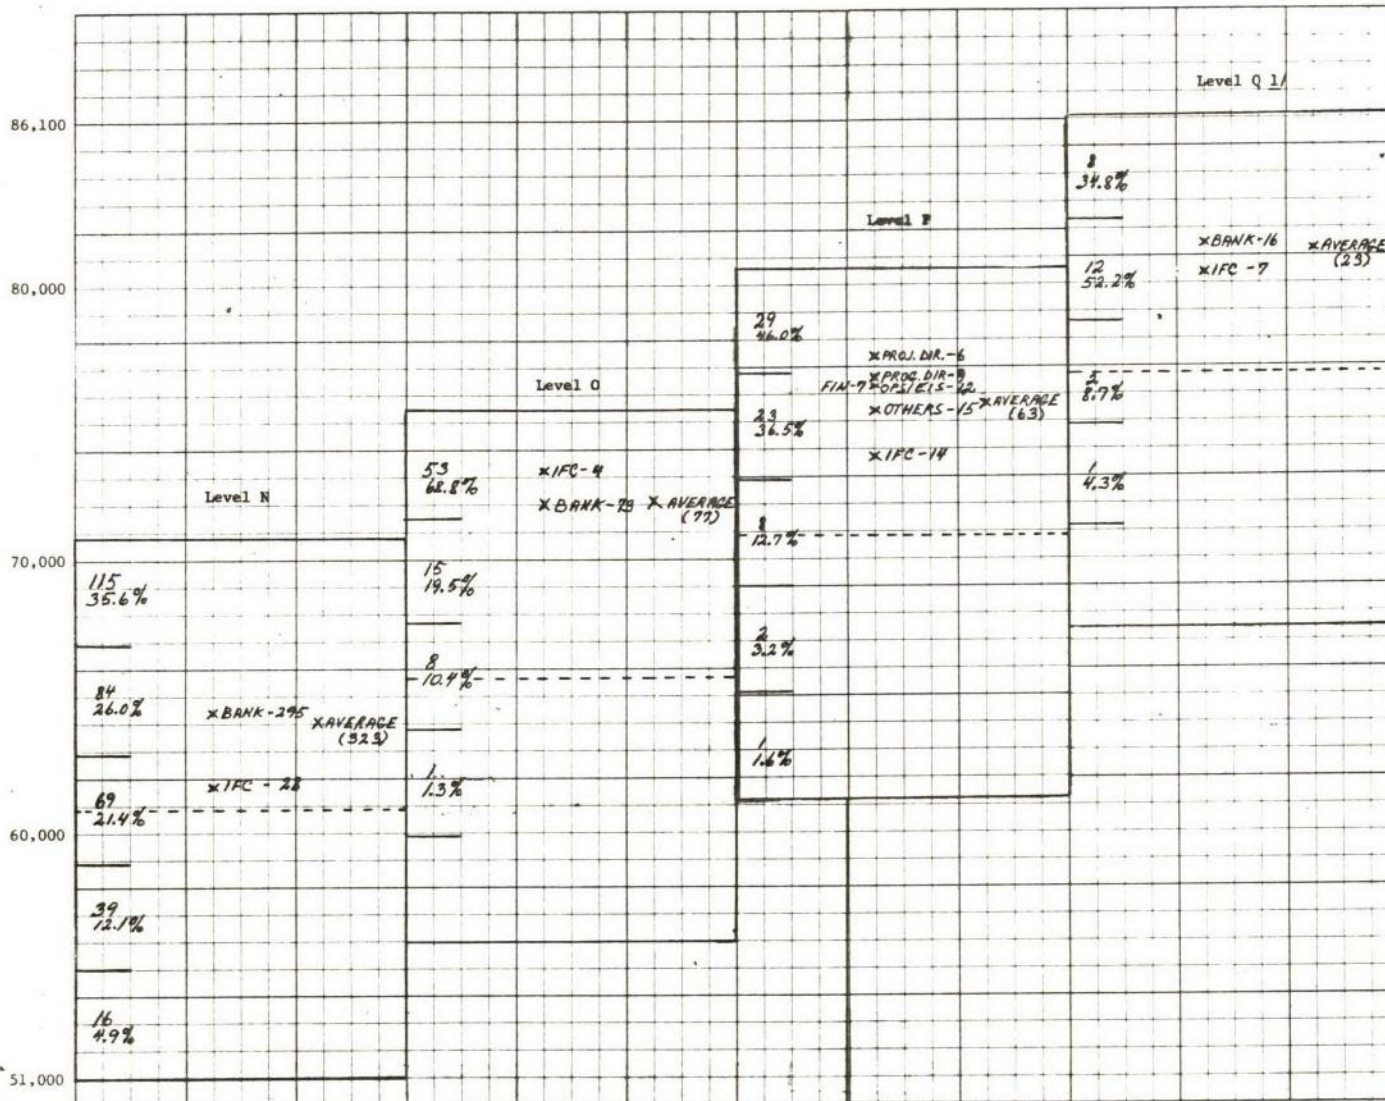 Level Q 1/
86,100
8
34.8%
Level P
×BANK-16 ×AVERAGE
(23)
×IFC -7
12
52.2%
80,000
29
46.0%
×PROJ. DIR.-6
Level O
×PROG. DIR-9
FIN-7 ×OPS/EIS-12
2
8.7%
×AVERAGE
(63)
×OTHERS-15
23
36.5%
×IFC-14
53
68.8%
×IFC-4
1
4.3%
Level N
×BANK-73 ×AVERAGE
(77)
8
12.7%
70,000
115
35.6%
15
19.5%
2
3.2%
8
10.4%
84
26.0%
×BANK-295 ×AVERAGE
(323)
1
1.6%
1
1.3%
×IFC - 28
69
21.4%
60,000
39
12.1%
16
4.9%
51,000